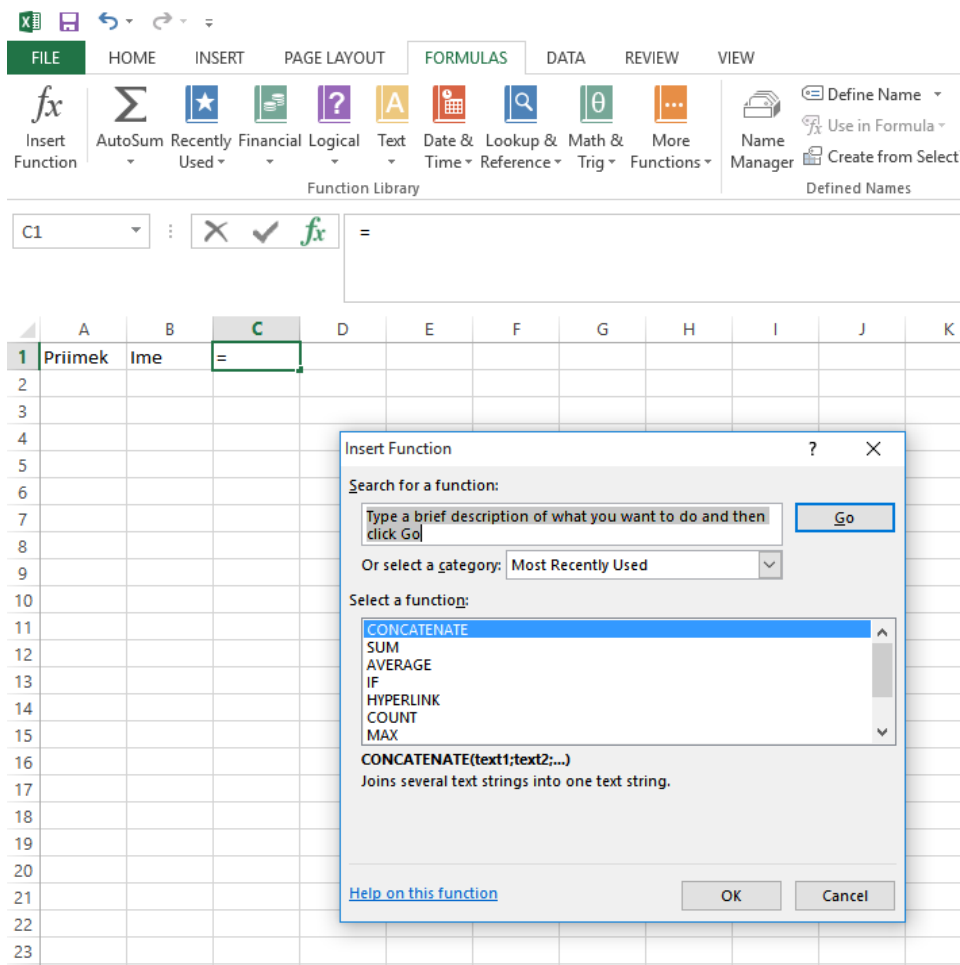 FILE HOME INSERT PAGE LAYOUT FORMULAS DATA REVIEW VIEW
fx Σ ? A θ ...
Insert Function
AutoSum
Recently Used
Financial
Logical
Text
Date & Time
Lookup & Reference
Math & Trig
More Functions
Name Manager
Define Name
fx Use in Formula
Create from Select
Function Library
Defined Names
C1 fx =
A B C D E F G H I J K
1 Priimek Ime =
2
3
4
5
6
7
8
9
10
11
12
13
14
15
16
17
18
19
20
21
22
23
Insert Function ?
Search for a function:
Type a brief description of what you want to do and then
click Go
Go
Or select a category: Most Recently Used
Select a function:
CONCATENATE
SUM
AVERAGE
IF
HYPERLINK
COUNT
MAX
CONCATENATE(text1;text2;...)
Joins several text strings into one text string.
Help on this function
OK Cancel